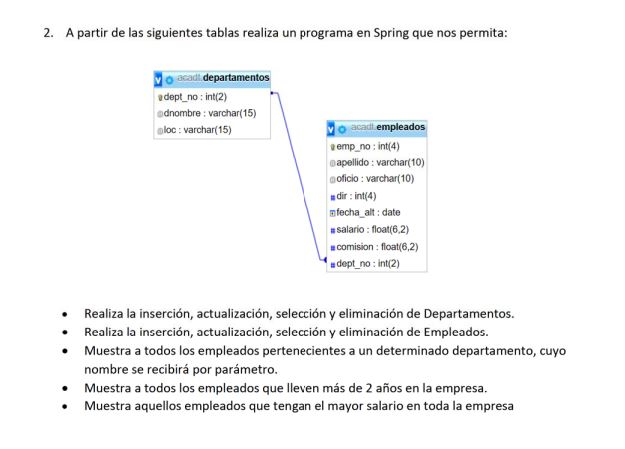 2. A partir de las siguientes tablas realiza un programa en Spring que nos permita:
acadt.departamentos
dept_no : int(2)
dnombre : varchar(15)
loc : varchar(15)
acadt.empleados
emp_no : int(4)
apellido : varchar(10)
oficio : varchar(10)
dir : int(4)
fecha_alt : date
salario : float(6,2)
comision : float(6,2)
dept_no : int(2)
• Realiza la inserción, actualización, selección y eliminación de Departamentos.
• Realiza la inserción, actualización, selección y eliminación de Empleados.
• Muestra a todos los empleados pertenecientes a un determinado departamento, cuyo
nombre se recibirá por parámetro.
• Muestra a todos los empleados que lleven más de 2 años en la empresa.
• Muestra aquellos empleados que tengan el mayor salario en toda la empresa